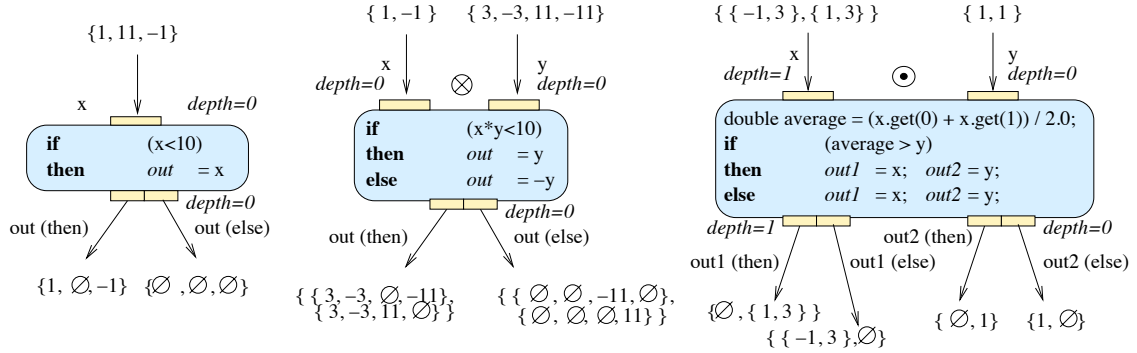 {1, 11, −1}
x
depth=0
if (x<10)
then out = x
depth=0
out (then)
out (else)
{1, ∅, −1}
{∅ , ∅, ∅}
{ 1, −1 }
{ 3, −3, 11, −11}
x
y
depth=0
⊗
depth=0
if (x*y<10)
then out = y
else out = −y
depth=0
out (then)
out (else)
{ { 3, −3, ∅, −11},
{ 3, −3, 11, ∅} }
{ { ∅, ∅, −11, ∅},
{∅, ∅, ∅, 11} }
{ { −1, 3 }, { 1, 3} }
{ 1, 1 }
x
y
depth=1
⊙
depth=0
double average = (x.get(0) + x.get(1)) / 2.0;
if (average > y)
then out1 = x; out2 = y;
else out1 = x; out2 = y;
depth=1
out2 (then)
depth=0
out1 (then)
out1 (else)
out2 (else)
{∅, { 1, 3 } }
{ { −1, 3 }, ∅}
{ ∅, 1}
{1, ∅}